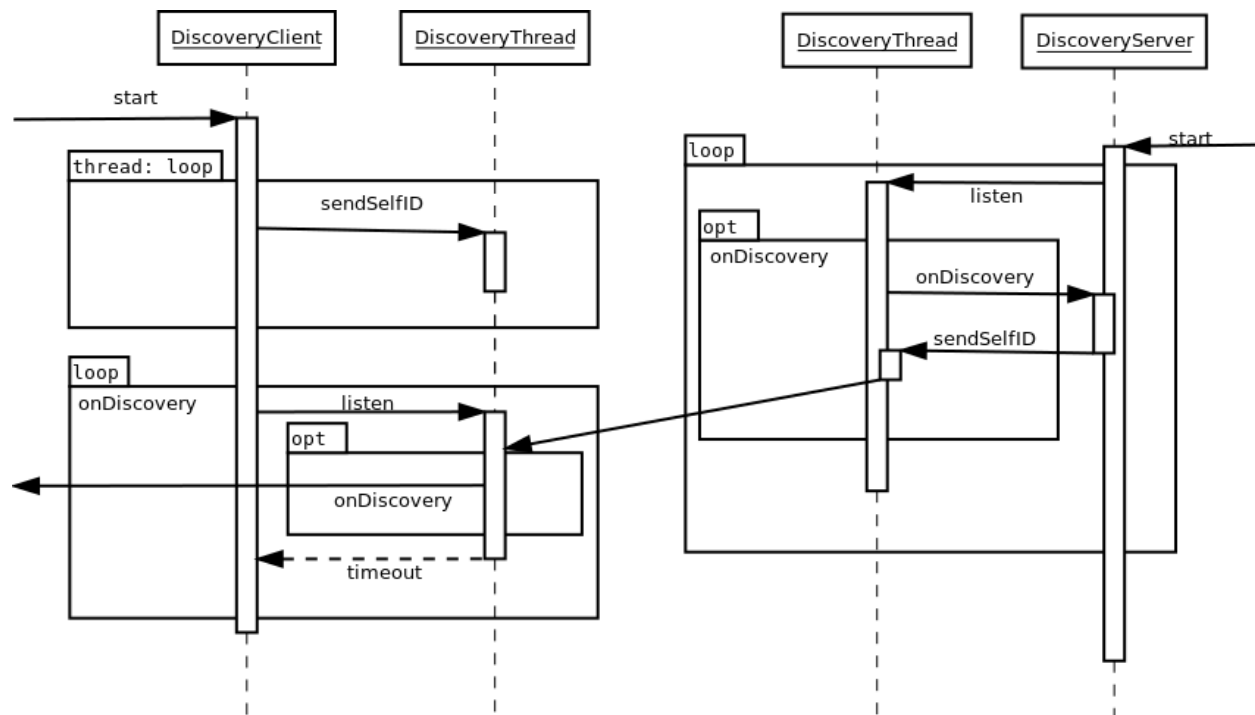 DiscoveryClient
DiscoveryThread
DiscoveryThread
DiscoveryServer
start
start
thread: loop
loop
sendSelfID
listen
opt
onDiscovery
onDiscovery
sendSelfID
loop
onDiscovery
listen
opt
onDiscovery
timeout